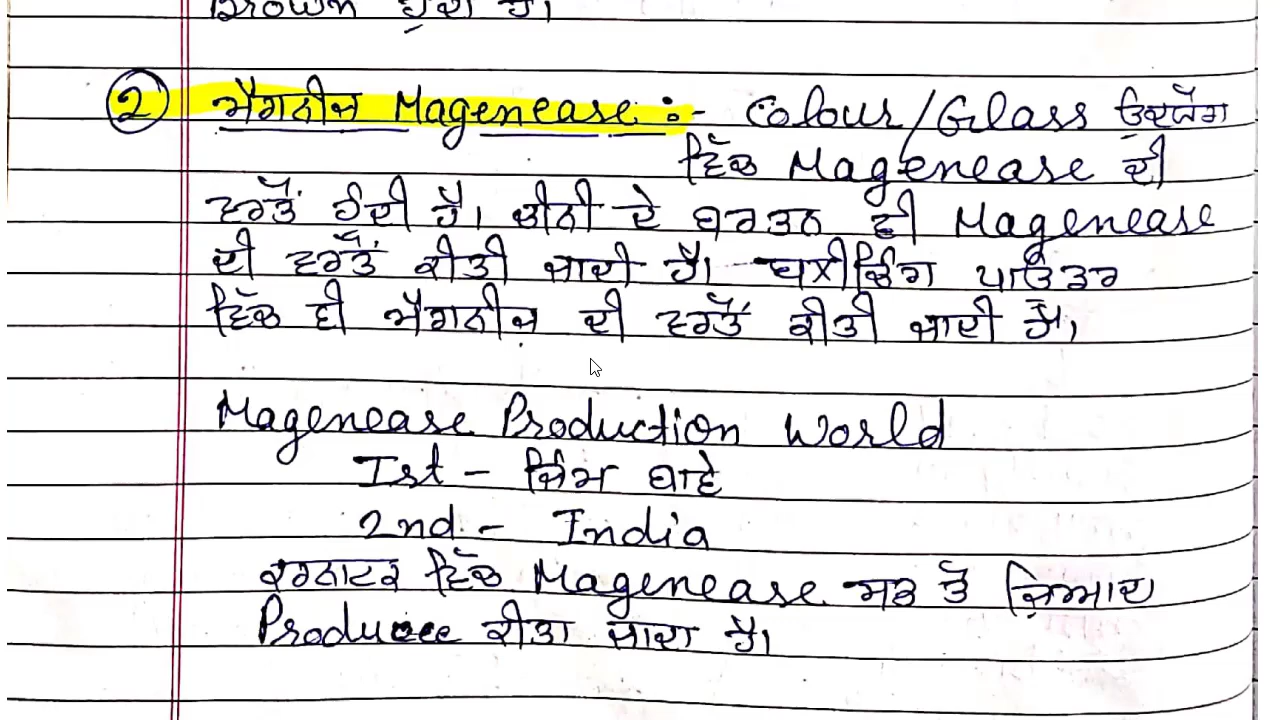 Brown ਹੁੰਦਾ ਹੈ।
2 ਮੈਗਨੀਜ Magenease :- Colour/Glass ਉਦਯੋਗ
ਵਿੱਚ Magenease ਦੀ
ਵਰਤੋਂ ਹੁੰਦੀ ਹੈ। ਚੀਨੀ ਦੇ ਬਰਤਨ ਵੀ Magenease
ਦੀ ਵਰਤੋਂ ਕੀਤੀ ਜਾਦੀ ਹੈ। ਬਲੀਚਿੰਗ ਪਾਊਡਰ
ਵਿੱਚ ਵੀ ਮੈਗਨੀਜ ਦੀ ਵਰਤੋਂ ਕੀਤੀ ਜਾਦੀ ਹੈ।
Magenease Production World
Ist - ਜਿੰਮ ਬਾਵੇ
2nd - India
ਕਰਨਾਟਕ ਵਿੱਚ Magenease ਸਭ ਤੋ ਜ਼ਿਆਦ
Produce ਕੀਤਾ ਜਾਦਾ ਹੈ।